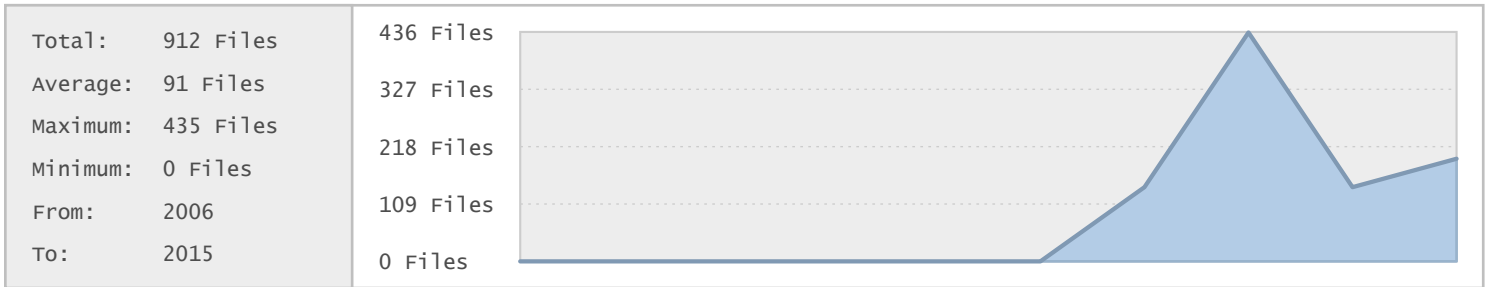 Total: 912 Files
Average: 91 Files
Maximum: 435 Files
Minimum: 0 Files
From: 2006
To: 2015
436 Files
327 Files
218 Files
109 Files
0 Files